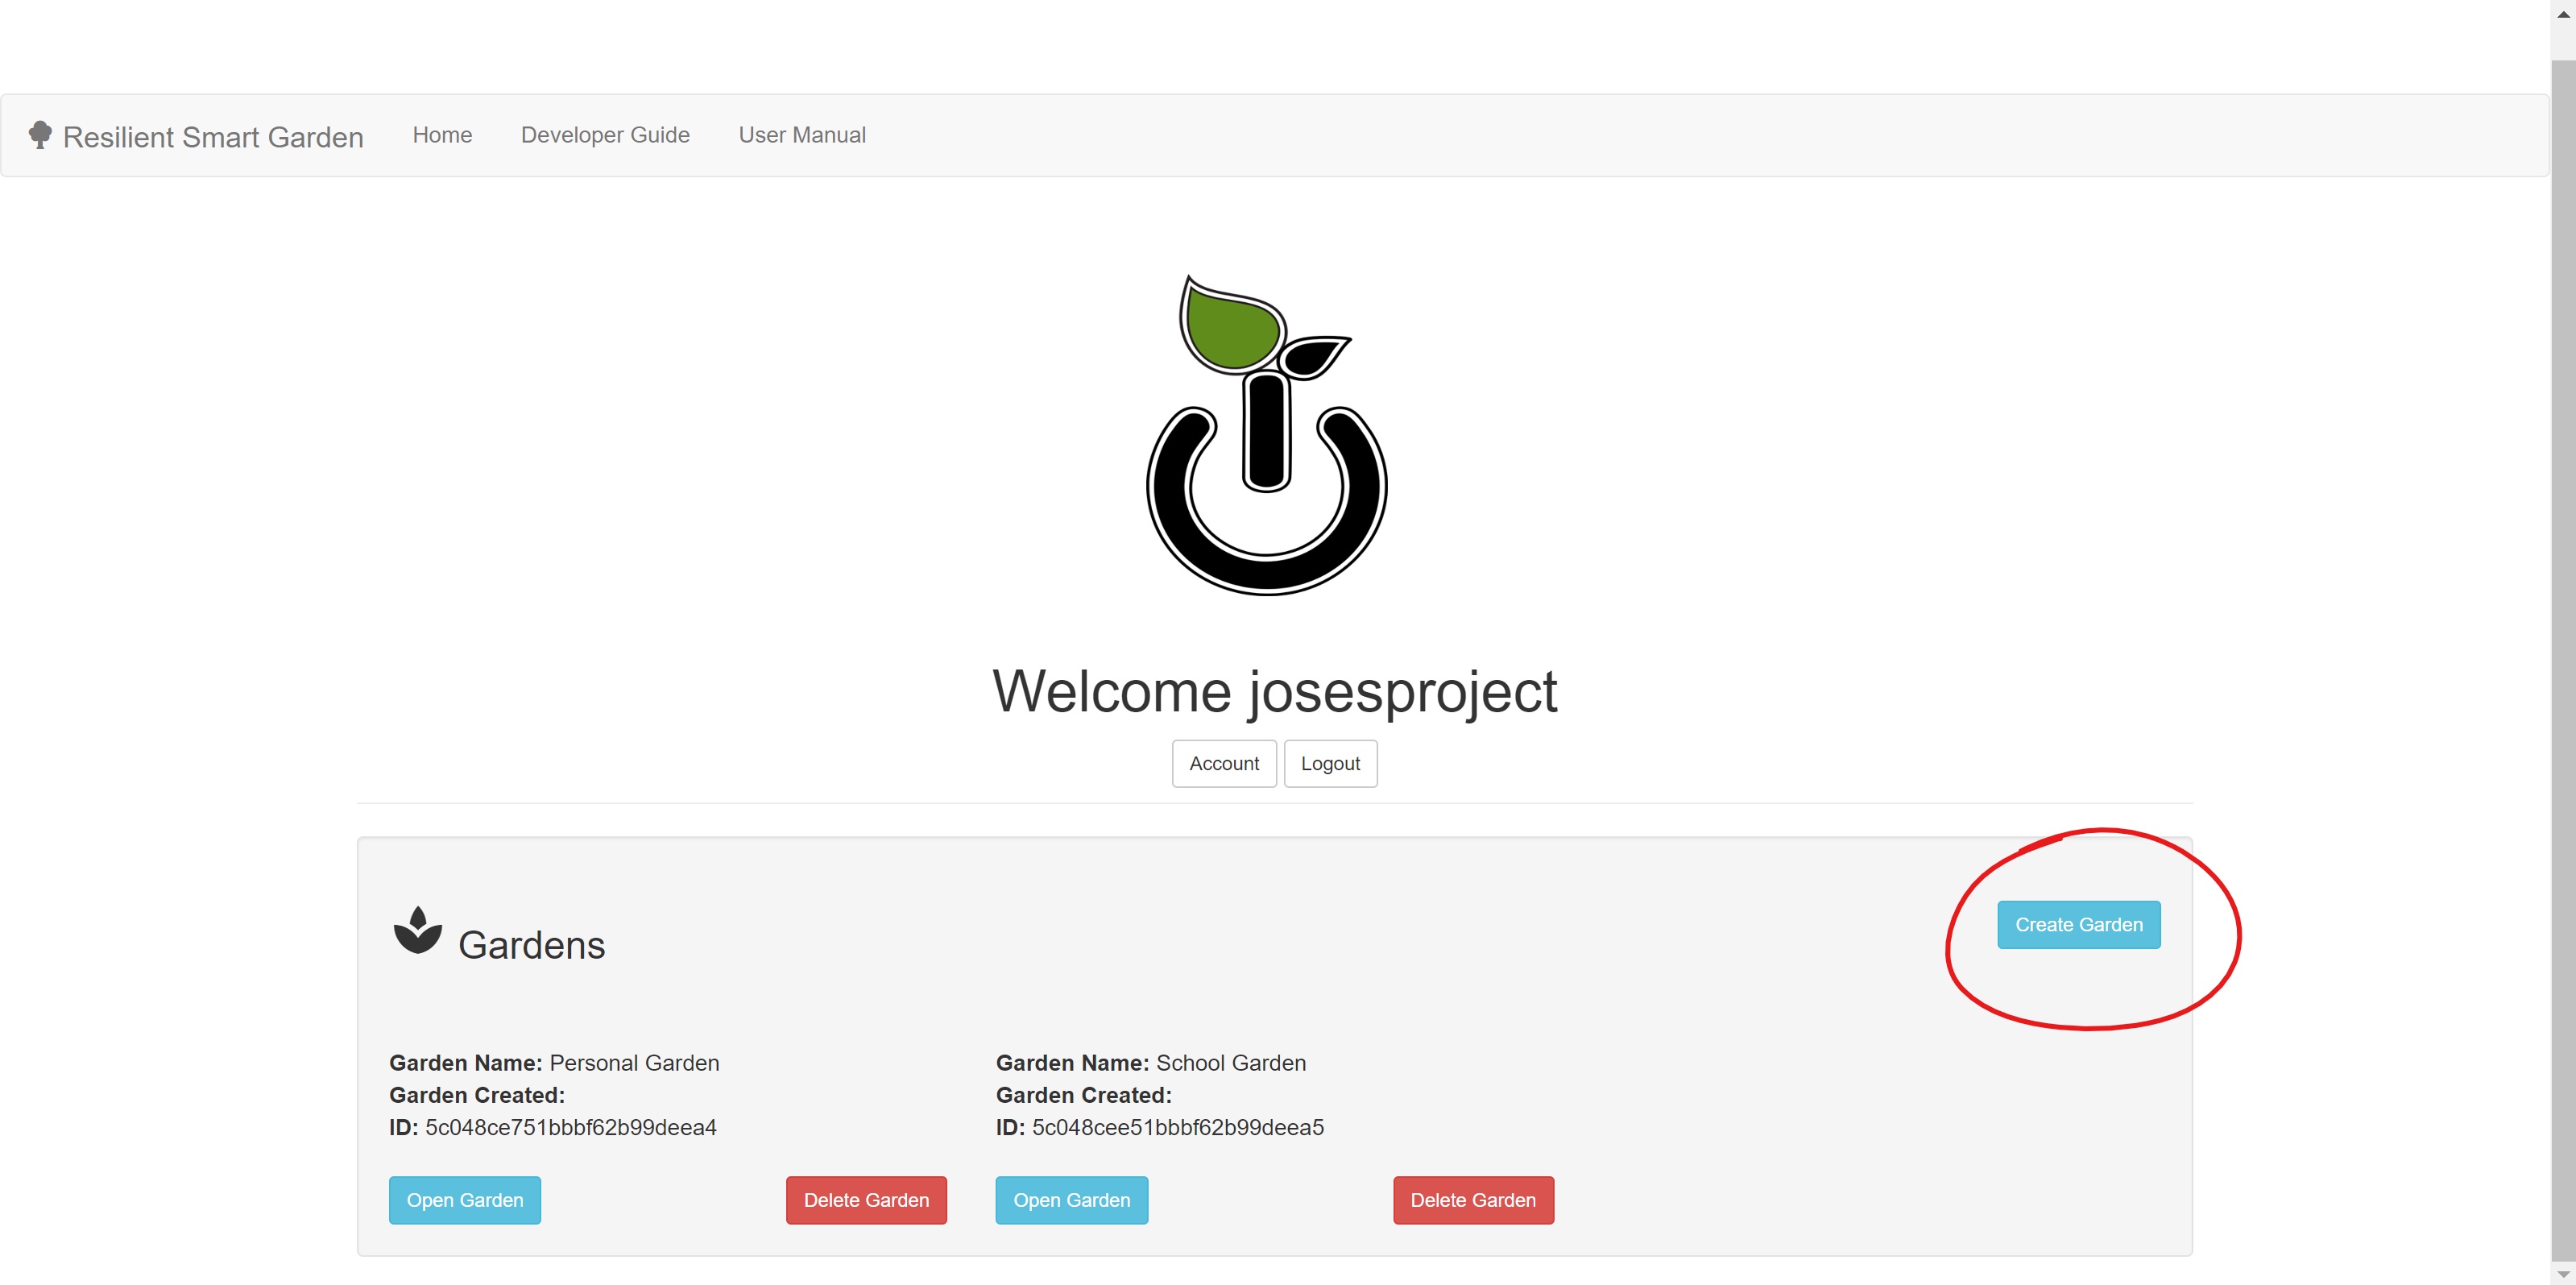 Resilient Smart Garden Home Developer Guide User Manual
Welcome josesproject
Account Logout
Gardens
Create Garden
Garden Name: Personal Garden
Garden Created:
ID: 5c048ce751bbbf62b99deea4
Open Garden Delete Garden
Garden Name: School Garden
Garden Created:
ID: 5c048cee51bbbf62b99deea5
Open Garden Delete Garden